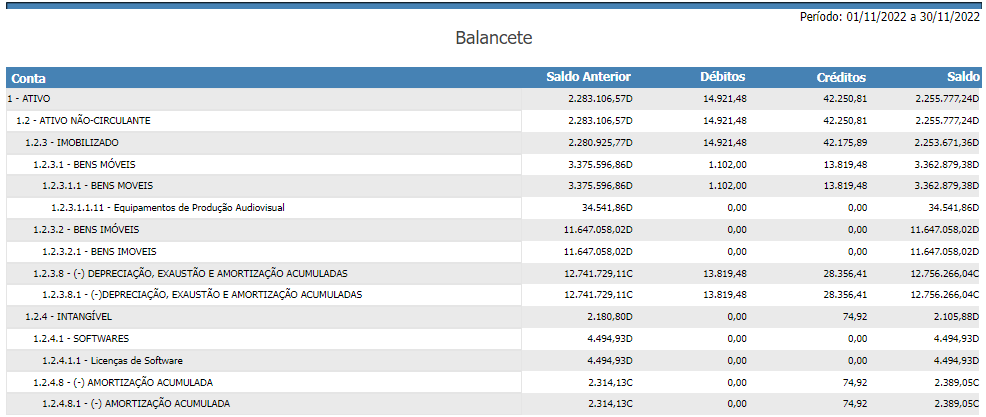 Período: 01/11/2022 a 30/11/2022
Balancete
Conta Saldo Anterior Débitos Créditos Saldo
1 - ATIVO 2.283.106,57D 14.921,48 42.250,81 2.255.777,24D
1.2 - ATIVO NÃO-CIRCULANTE 2.283.106,57D 14.921,48 42.250,81 2.255.777,24D
1.2.3 - IMOBILIZADO 2.280.925,77D 14.921,48 42.175,89 2.253.671,36D
1.2.3.1 - BENS MÓVEIS 3.375.596,86D 1.102,00 13.819,48 3.362.879,38D
1.2.3.1.1 - BENS MOVEIS 3.375.596,86D 1.102,00 13.819,48 3.362.879,38D
1.2.3.1.1.11 - Equipamentos de Produção Audiovisual 34.541,86D 0,00 0,00 34.541,86D
1.2.3.2 - BENS IMÓVEIS 11.647.058,02D 0,00 0,00 11.647.058,02D
1.2.3.2.1 - BENS IMOVEIS 11.647.058,02D 0,00 0,00 11.647.058,02D
1.2.3.8 - (-) DEPRECIAÇÃO, EXAUSTÃO E AMORTIZAÇÃO ACUMULADAS 12.741.729,11C 13.819,48 28.356,41 12.756.266,04C
1.2.3.8.1 - (-)DEPRECIAÇÃO, EXAUSTÃO E AMORTIZAÇÃO ACUMULADAS 12.741.729,11C 13.819,48 28.356,41 12.756.266,04C
1.2.4 - INTANGÍVEL 2.180,80D 0,00 74,92 2.105,88D
1.2.4.1 - SOFTWARES 4.494,93D 0,00 0,00 4.494,93D
1.2.4.1.1 - Licenças de Software 4.494,93D 0,00 0,00 4.494,93D
1.2.4.8 - (-) AMORTIZAÇÃO ACUMULADA 2.314,13C 0,00 74,92 2.389,05C
1.2.4.8.1 - (-) AMORTIZAÇÃO ACUMULADA 2.314,13C 0,00 74,92 2.389,05C